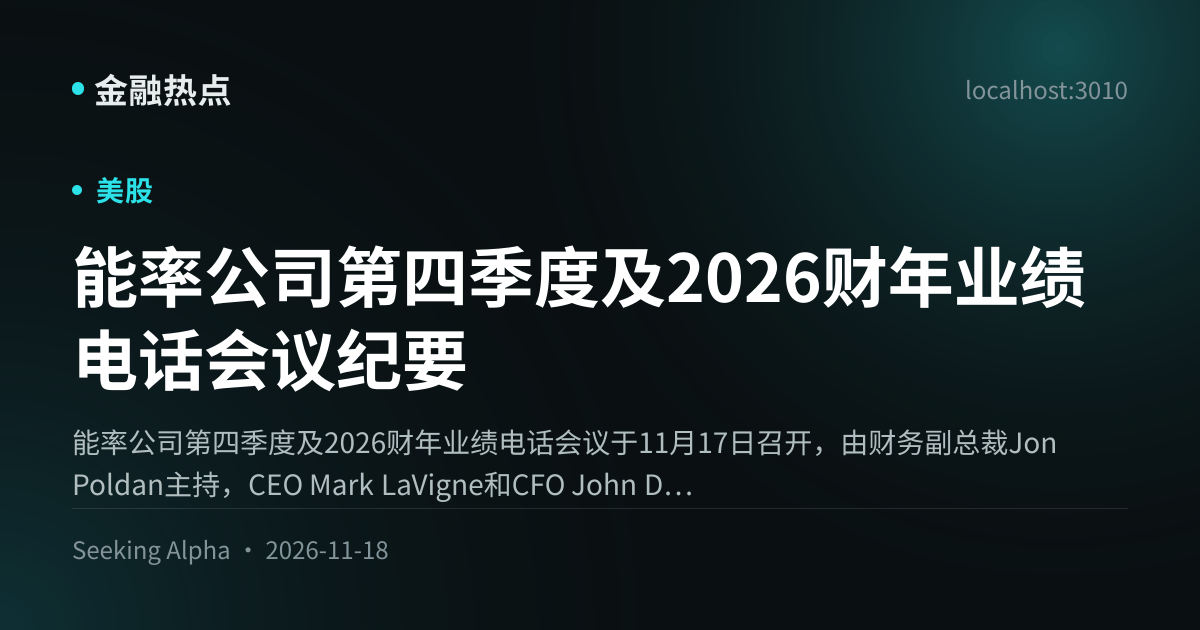 金融热点
localhost:3010
美股
能率公司第四季度及2026财年业绩
电话会议纪要
能率公司第四季度及2026财年业绩电话会议于11月17日召开，由财务副总裁Jon
Poldan主持，CEO Mark LaVigne和CFO John D…
Seeking Alpha · 2026-11-18